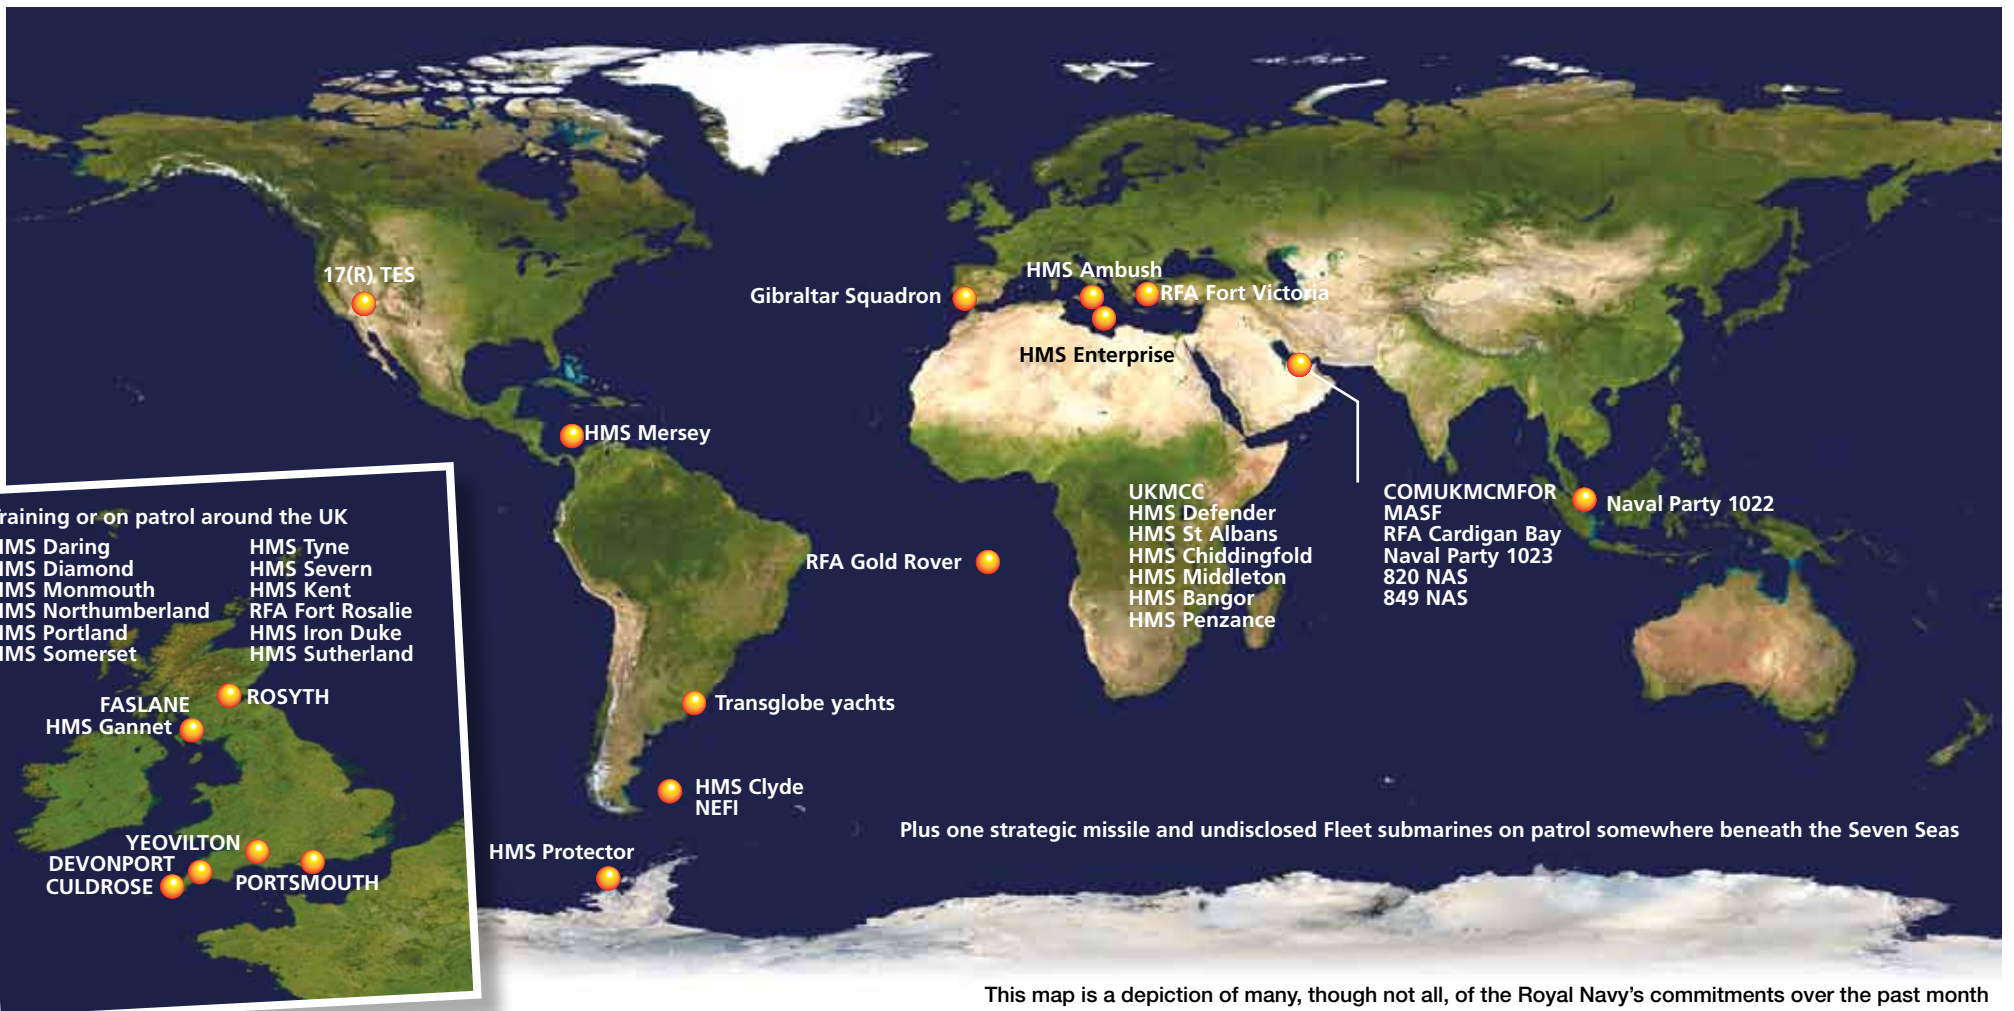 17(R) TES
HMS Ambush
Gibraltar Squadron
RFA Fort Victoria
HMS Enterprise
HMS Mersey
UKMCC
HMS Defender
HMS St Albans
HMS Chiddingfold
HMS Middleton
HMS Bangor
HMS Penzance
COMUKMCMFOR
MASF
RFA Cardigan Bay
Naval Party 1023
820 NAS
849 NAS
Naval Party 1022
RFA Gold Rover
Transglobe yachts
HMS Clyde
NEFI
HMS Protector
Plus one strategic missile and undisclosed Fleet submarines on patrol somewhere beneath the Seven Seas
raining or on patrol around the UK
HMS Daring
HMS Diamond
HMS Monmouth
HMS Northumberland
HMS Portland
HMS Somerset
HMS Tyne
HMS Severn
HMS Kent
RFA Fort Rosalie
HMS Iron Duke
HMS Sutherland
ROSYTH
FASLANE
HMS Gannet
YEOVILTON
DEVONPORT
CULDROSE
PORTSMOUTH
This map is a depiction of many, though not all, of the Royal Navy's commitments over the past month